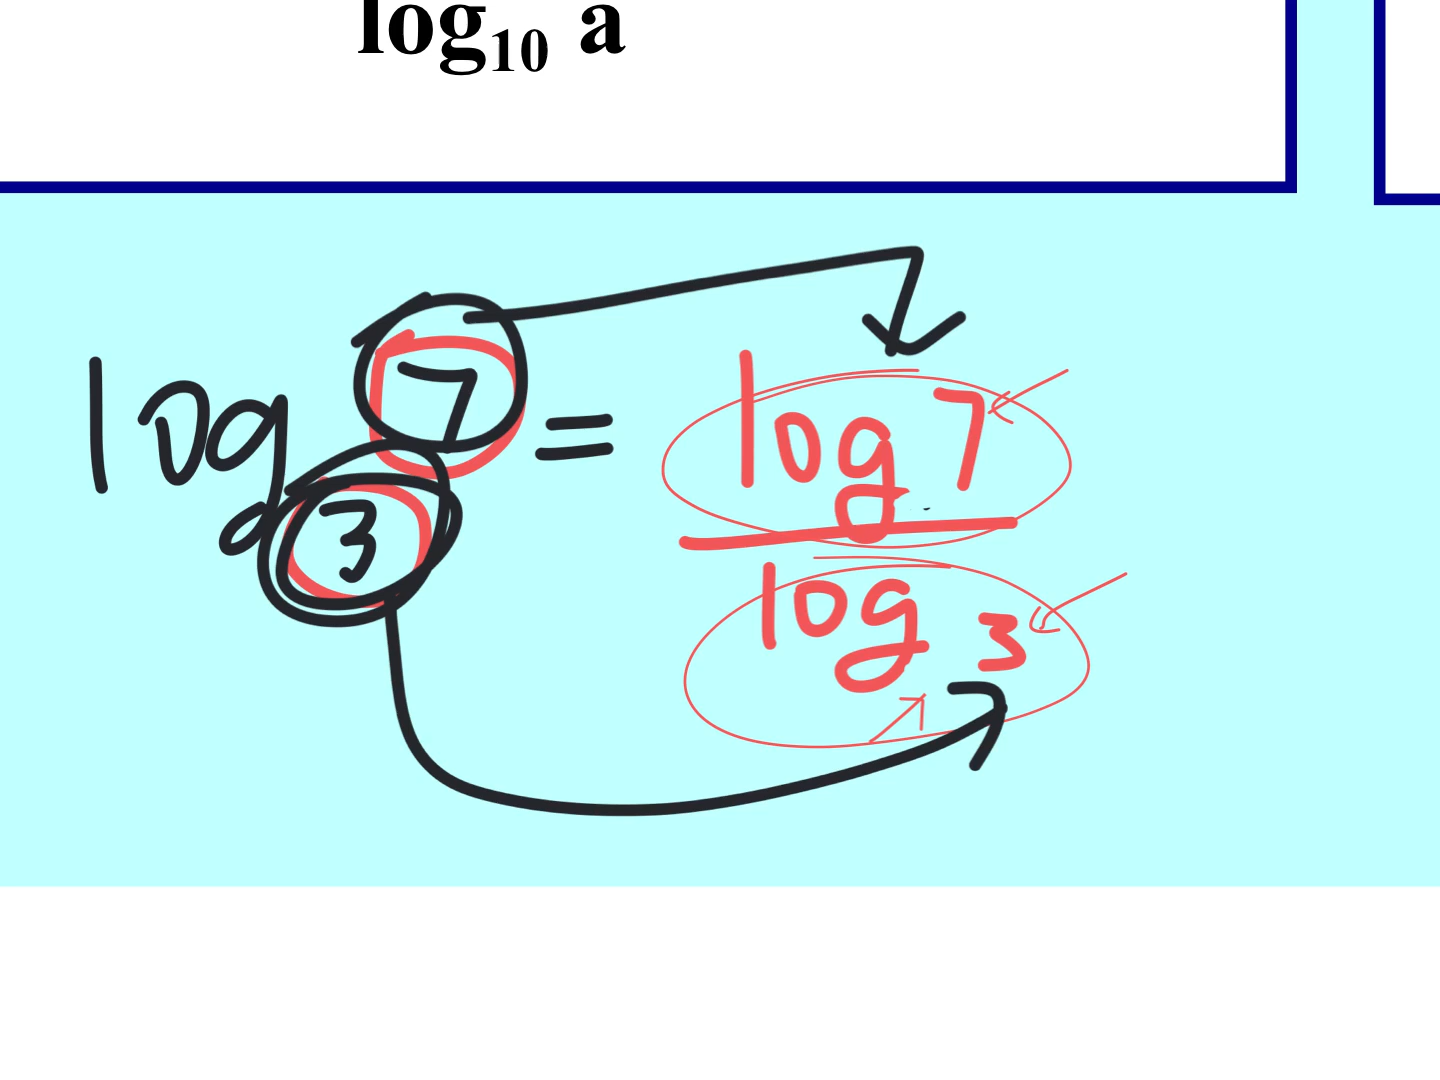 log₁₀ a
log₃ 7 = log 7
log 3